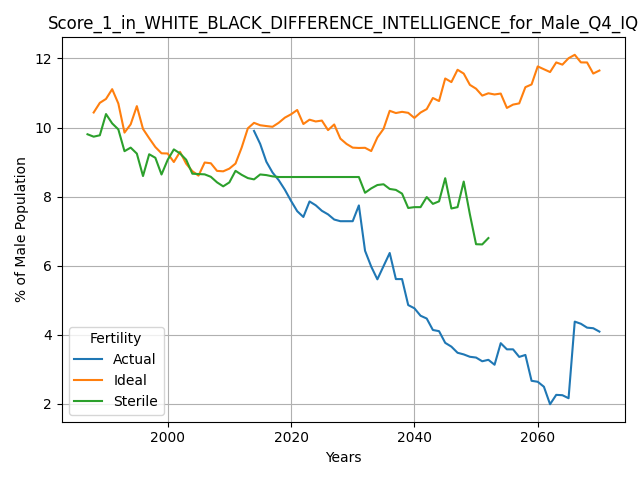 Score_1_in_WHITE_BLACK_DIFFERENCE_INTELLIGENCE_for_Male_Q4_IQ
% of Male Population
12
10
8
6
4
2
Fertility
Actual
Ideal
Sterile
2000
2020
2040
2060
Years